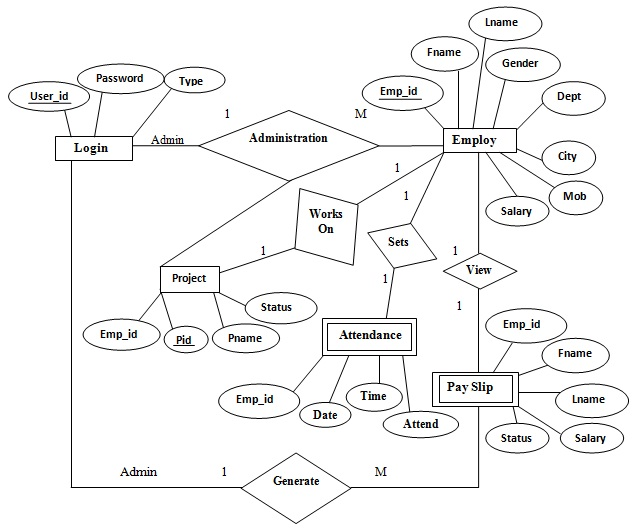 Lname
Fname
Gender
Password
Type
User_id
Emp_id
Dept
1
M
Admin
Administration
Employ
Login
City
1
Mob
1
Salary
Works
On
Sets
1
1
View
Project
1
1
Status
Emp_id
Pid
Pname
Attendance
Emp_id
Fname
Pay Slip
Emp_id
Date
Time
Attend
Lname
Status
Salary
Admin
1
Generate
M